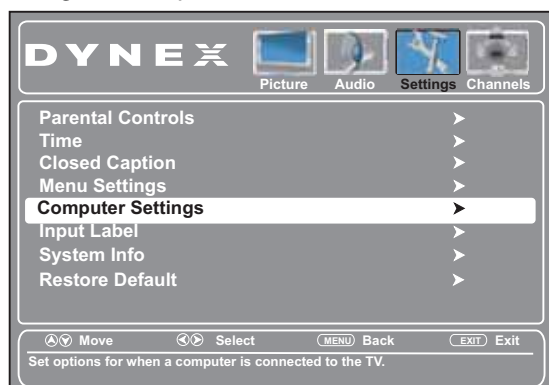 DYNEX
Picture Audio Settings Channels
Parental Controls
Time
Closed Caption
Menu Settings
Computer Settings
Input Label
System Info
Restore Default
Move Select MENU Back EXIT Exit
Set options for when a computer is connected to the TV.